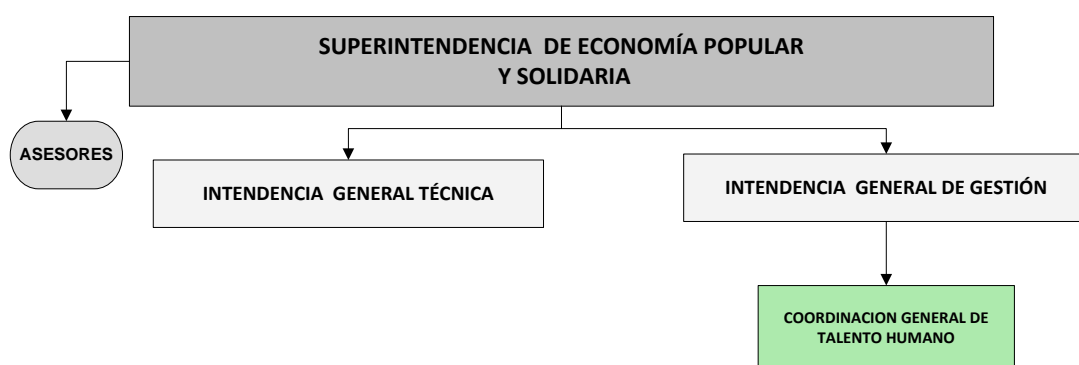 SUPERINTENDENCIA DE ECONOMÍA POPULAR
Y SOLIDARIA
ASESORES
INTENDENCIA GENERAL TÉCNICA
INTENDENCIA GENERAL DE GESTIÓN
COORDINACION GENERAL DE
TALENTO HUMANO